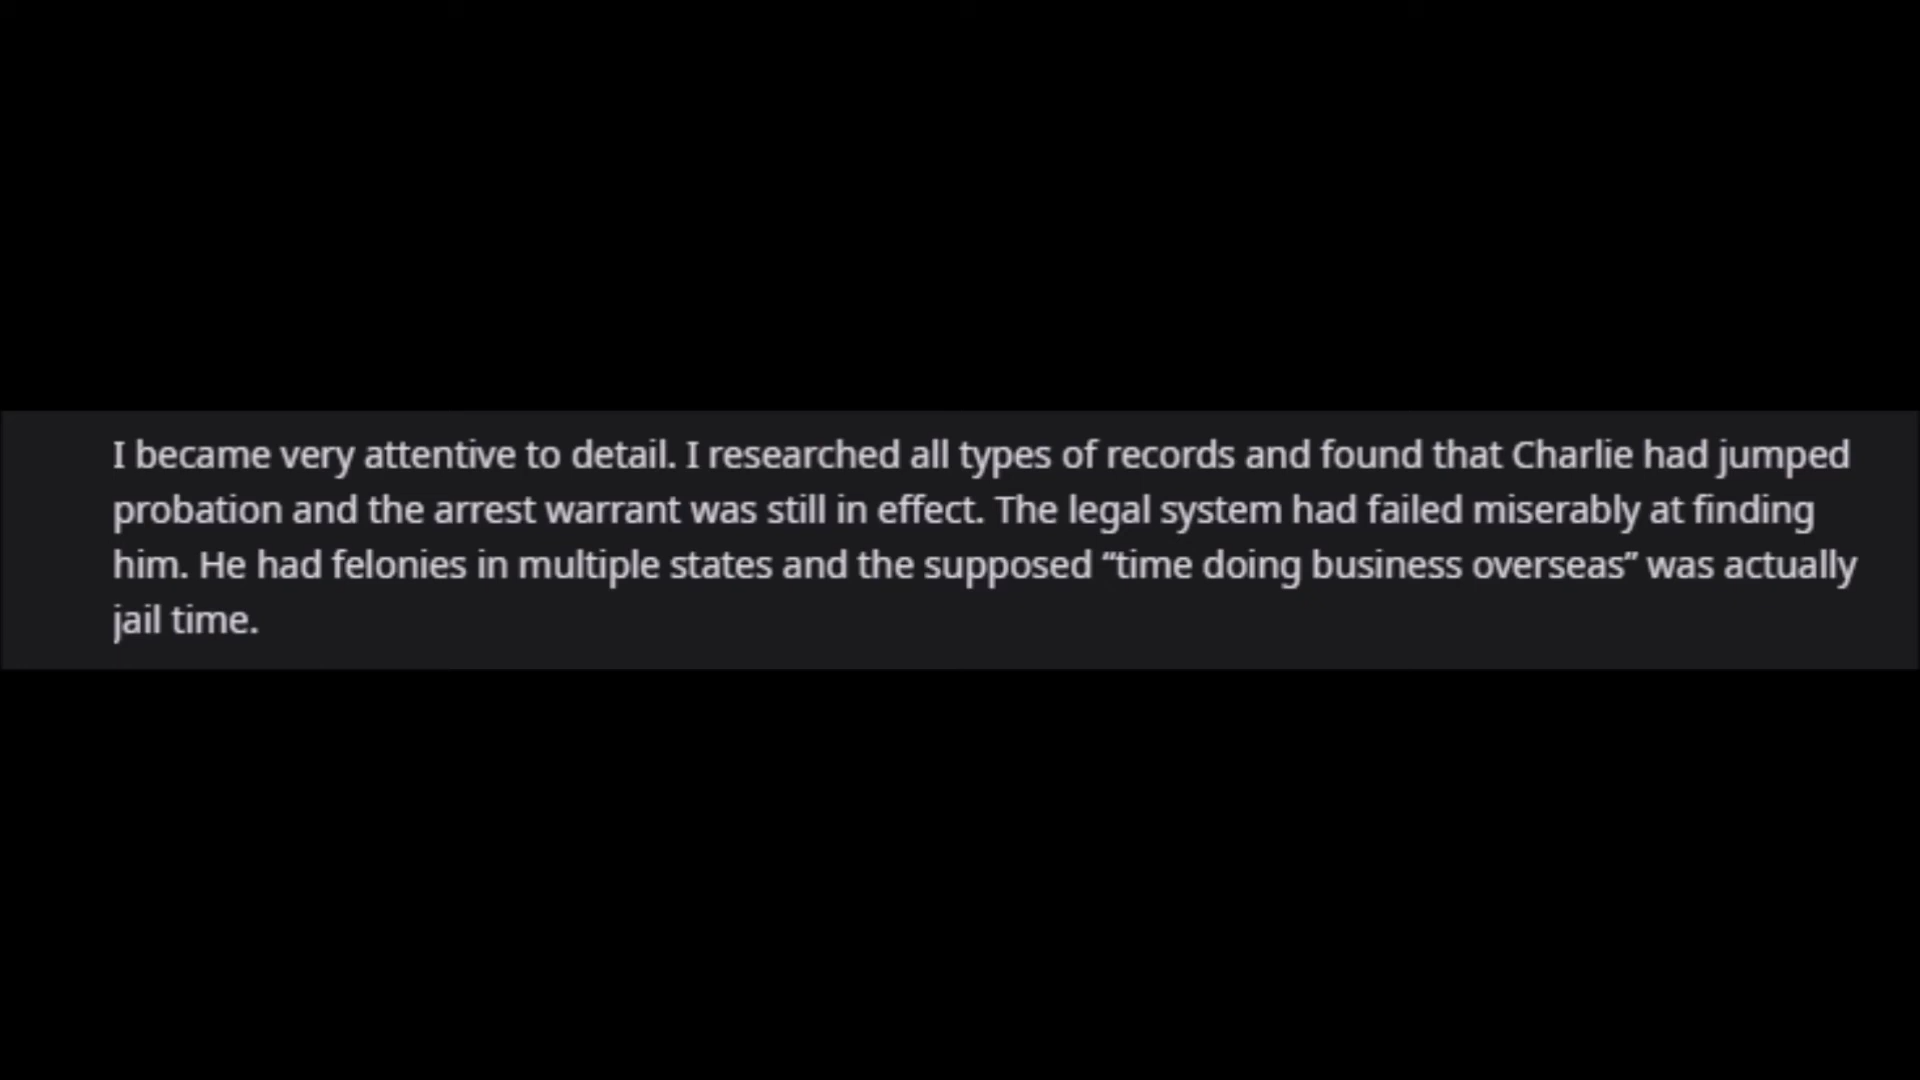 I became very attentive to detail. I researched all types of records and found that Charlie had jumped
probation and the arrest warrant was still in effect. The legal system had failed miserably at finding
him. He had felonies in multiple states and the supposed “time doing business overseas” was actually
jail time.